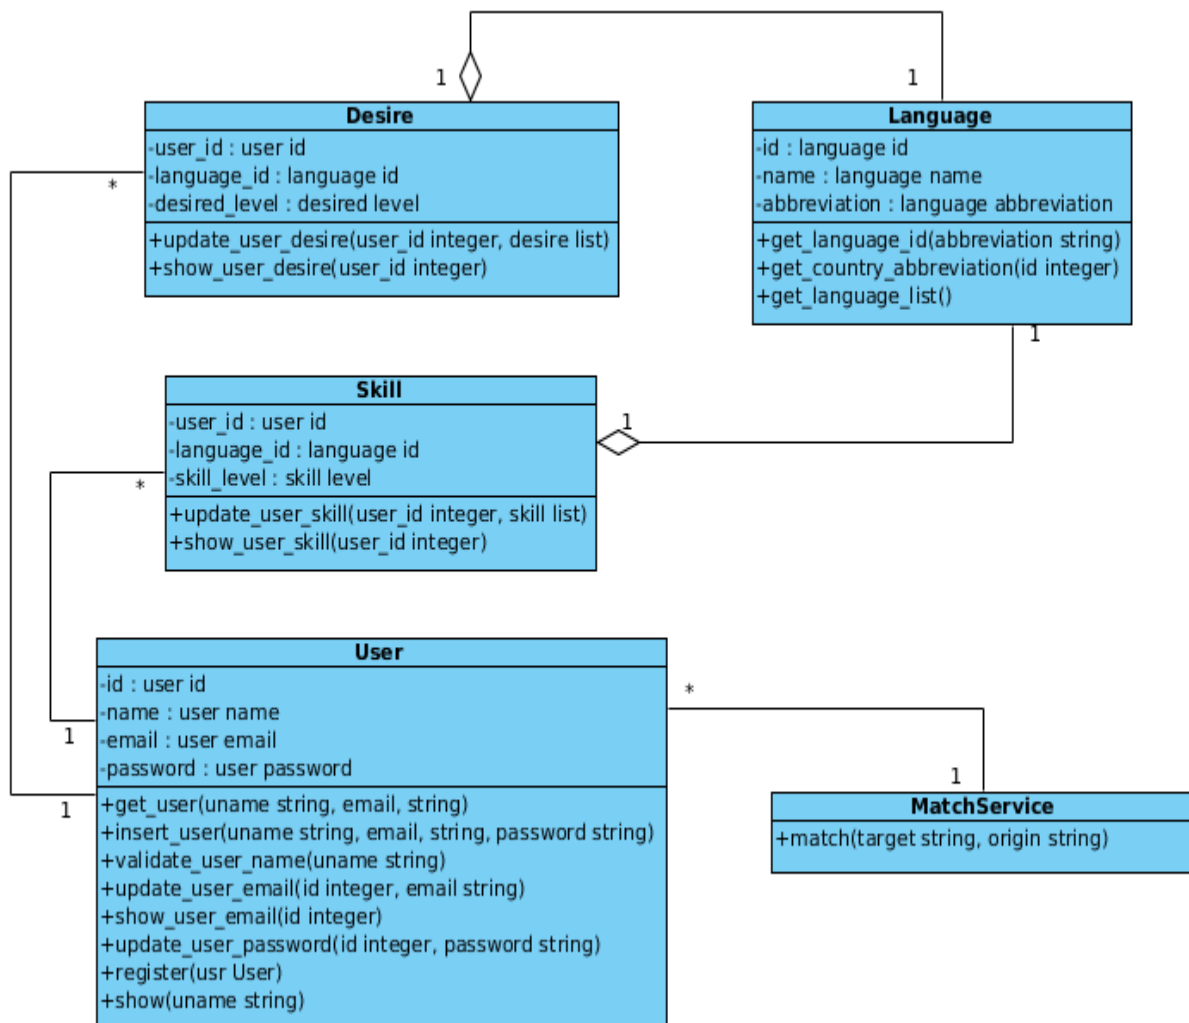 1
1
Desire
-user_id : user id
-language_id : language id
-desired_level : desired level
+update_user_desire(user_id integer, desire list)
+show_user_desire(user_id integer)
*
Language
-id : language id
-name : language name
-abbreviation : language abbreviation
+get_language_id(abbreviation string)
+get_country_abbreviation(id integer)
+get_language_list()
1
Skill
-user_id : user id
-language_id : language id
-skill_level : skill level
+update_user_skill(user_id integer, skill list)
+show_user_skill(user_id integer)
1
*
User
-id : user id
-name : user name
-email : user email
-password : user password
+get_user(uname string, email, string)
+insert_user(uname string, email, string, password string)
+validate_user_name(uname string)
+update_user_email(id integer, email string)
+show_user_email(id integer)
+update_user_password(id integer, password string)
+register(usr User)
+show(uname string)
1
1
*
1
MatchService
+match(target string, origin string)